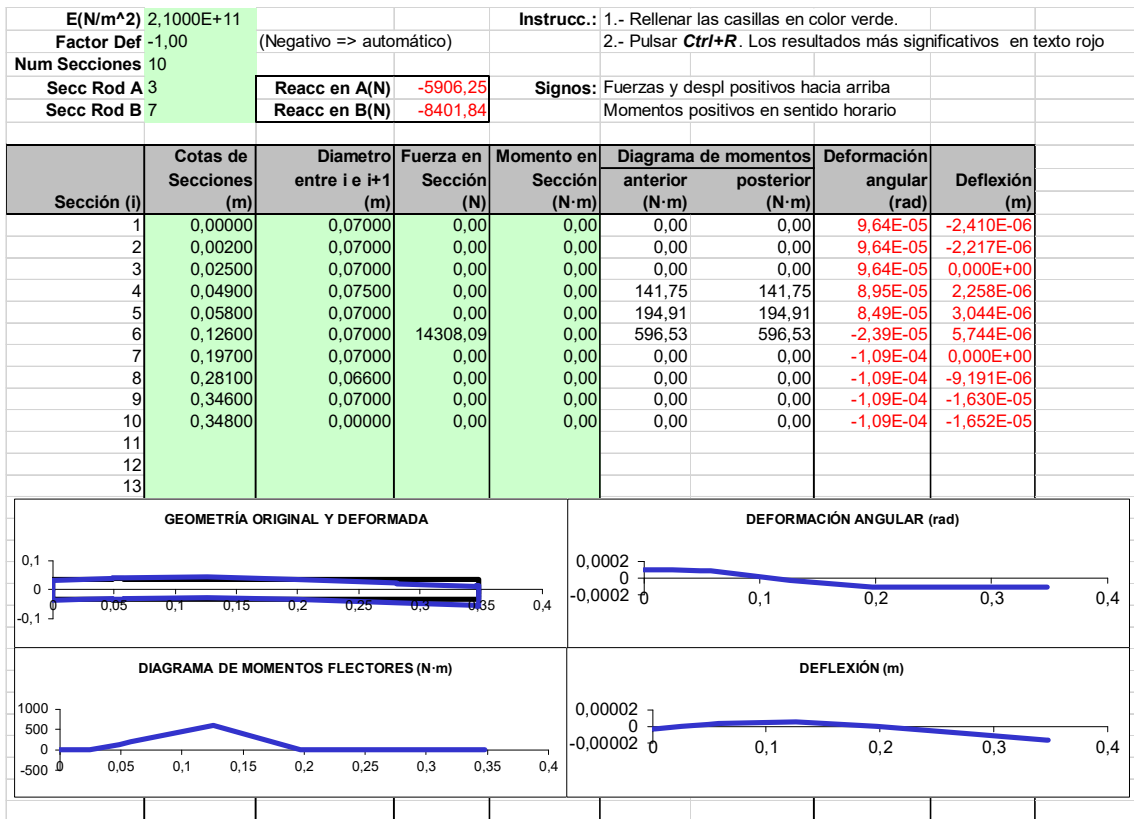 E(N/m^2) 2,1000E+11 Instrucc.: 1.- Rellenar las casillas en color verde.
Factor Def -1,00 (Negativo => automático) 2.- Pulsar Ctrl+R. Los resultados más significativos en texto rojo
Num Secciones 10
Secc Rod A 3 Reacc en A(N) -5906,25 Signos: Fuerzas y despl positivos hacia arriba
Secc Rod B 7 Reacc en B(N) -8401,84 Momentos positivos en sentido horario
Cotas de Diametro Fuerza en Momento en Diagrama de momentos Deformación
Secciones entre i e i+1 Sección Sección anterior posterior angular Deflexión
Sección (i) (m) (m) (N) (N·m) (N·m) (N·m) (rad) (m)
1 0,00000 0,07000 0,00 0,00 0,00 0,00 9,64E-05 -2,410E-06
2 0,00200 0,07000 0,00 0,00 0,00 0,00 9,64E-05 -2,217E-06
3 0,02500 0,07000 0,00 0,00 0,00 0,00 9,64E-05 0,000E+00
4 0,04900 0,07500 0,00 0,00 141,75 141,75 8,95E-05 2,258E-06
5 0,05800 0,07000 0,00 0,00 194,91 194,91 8,49E-05 3,044E-06
6 0,12600 0,07000 14308,09 0,00 596,53 596,53 -2,39E-05 5,744E-06
7 0,19700 0,07000 0,00 0,00 0,00 0,00 -1,09E-04 0,000E+00
8 0,28100 0,06600 0,00 0,00 0,00 0,00 -1,09E-04 -9,191E-06
9 0,34600 0,07000 0,00 0,00 0,00 0,00 -1,09E-04 -1,630E-05
10 0,34800 0,00000 0,00 0,00 0,00 0,00 -1,09E-04 -1,652E-05
11
12
13
GEOMETRÍA ORIGINAL Y DEFORMADA
0,1
0
-0,1
0 0,05 0,1 0,15 0,2 0,25 0,3 0,35 0,4
DEFORMACIÓN ANGULAR (rad)
0,0002
0
-0,0002
0 0,1 0,2 0,3 0,4
DIAGRAMA DE MOMENTOS FLECTORES (N·m)
1000
500
0
-500
0 0,05 0,1 0,15 0,2 0,25 0,3 0,35 0,4
DEFLEXIÓN (m)
0,00002
0
-0,00002
0 0,1 0,2 0,3 0,4